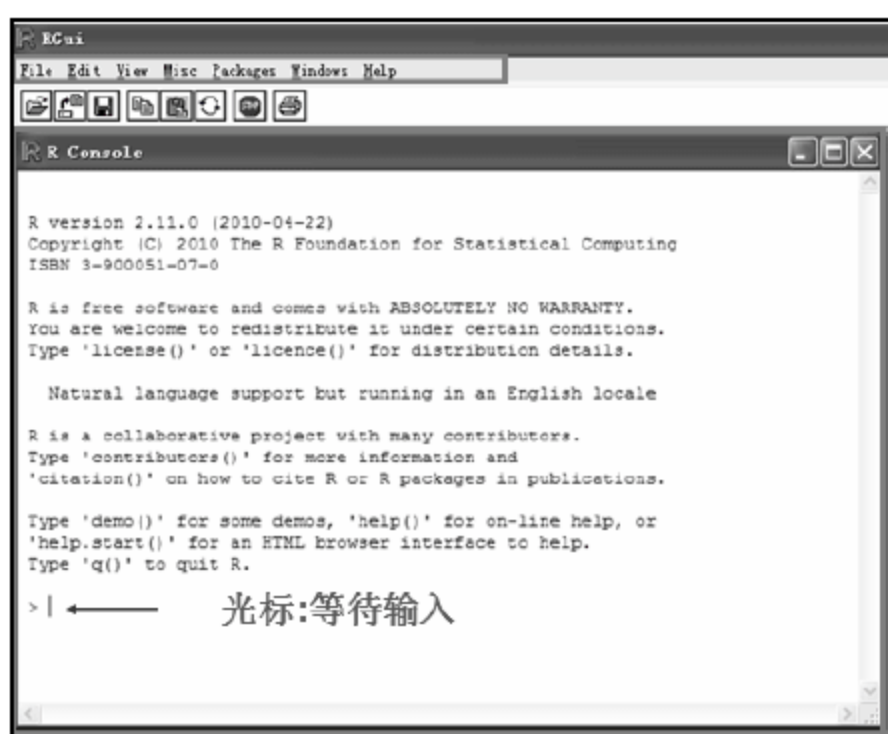 RGui
File Edit View Misc Packages Windows Help
R Console
R version 2.11.0 (2010-04-22)
Copyright (C) 2010 The R Foundation for Statistical Computing
ISBN 3-900051-07-0
R is free software and comes with ABSOLUTELY NO WARRANTY.
You are welcome to redistribute it under certain conditions.
Type 'license()' or 'licence()' for distribution details.
Natural language support but running in an English locale
R is a collaborative project with many contributors.
Type 'contributors()' for more information and
'citation()' on how to cite R or R packages in publications.
Type 'demo()' for some demos, 'help()' for on-line help, or
'help.start()' for an HTML browser interface to help.
Type 'q()' to quit R.
> | 光标:等待输入